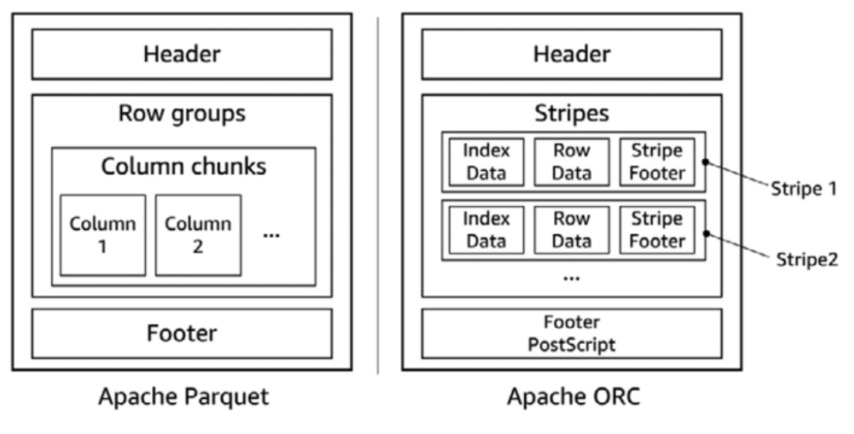 Header
Row groups
Column chunks
Column
1
Column
2
...
Footer
Apache Parquet
Header
Stripes
Index
Data
Row
Data
Stripe
Footer
Stripe 1
Index
Data
Row
Data
Stripe
Footer
Stripe2
...
Footer
PostScript
Apache ORC